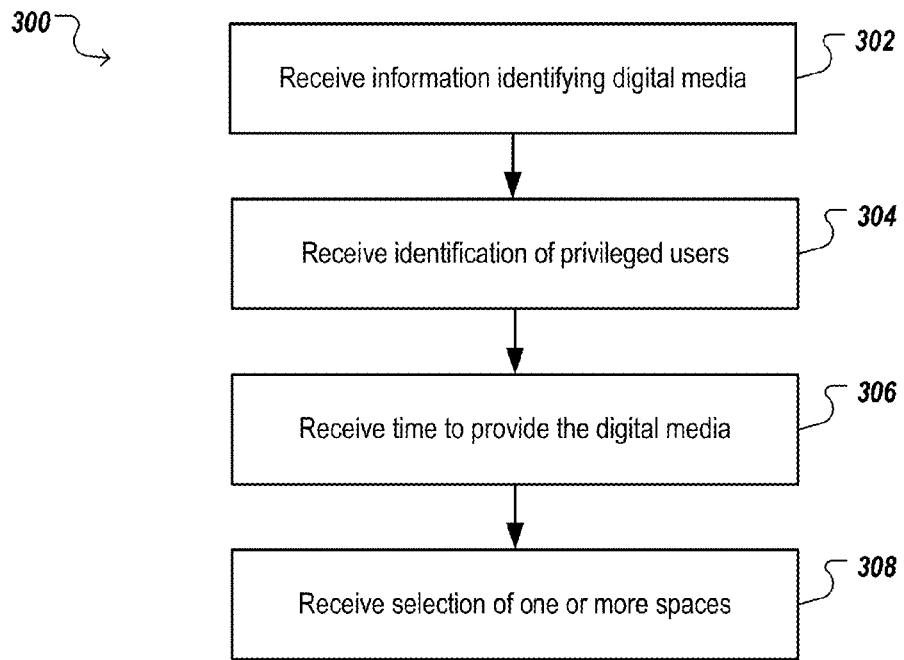 300
302
Receive information identifying digital media
304
Receive identification of privileged users
306
Receive time to provide the digital media
308
Receive selection of one or more spaces